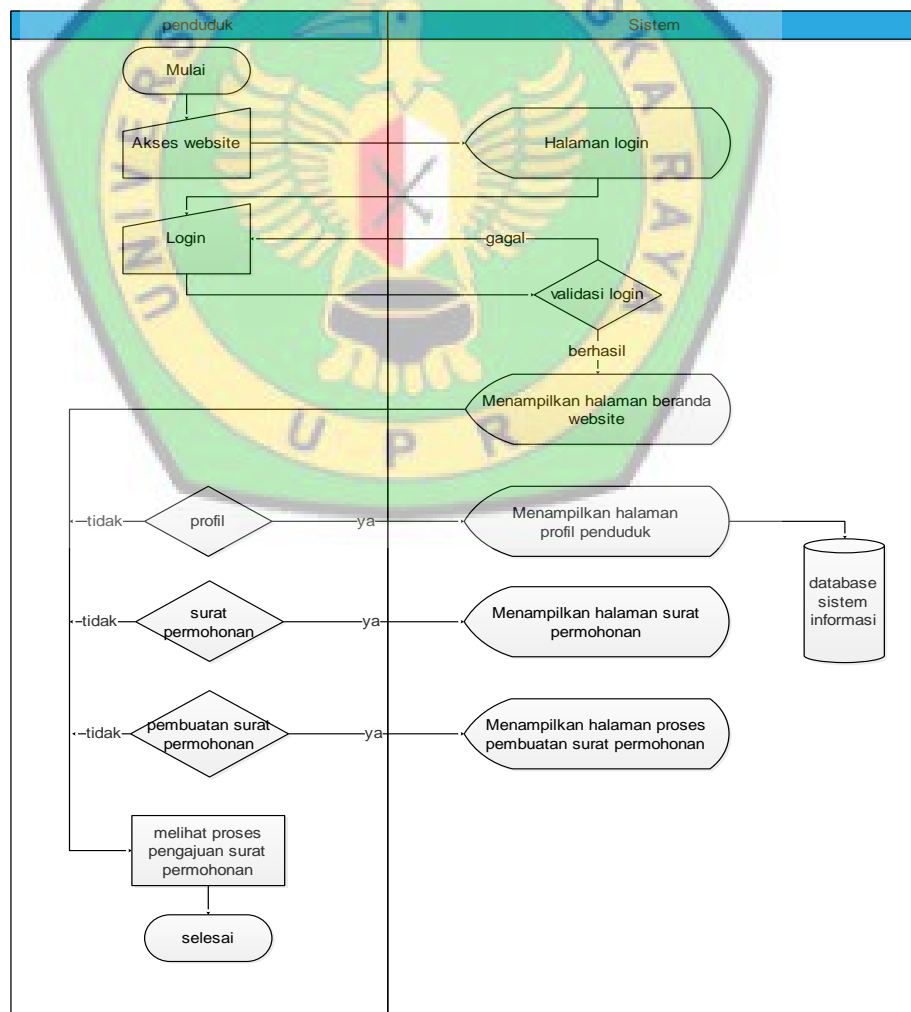 penduduk
Sistem
Mulai
Akses website
Halaman login
Login
gagal
validasi login
berhasil
Menampilkan halaman beranda
website
tidak
profil
ya
Menampilkan halaman
profil penduduk
database
sistem
informasi
tidak
surat
permohonan
ya
Menampilkan halaman surat
permohonan
tidak
pembuatan surat
permohonan
ya
Menampilkan halaman proses
pembuatan surat permohonan
melihat proses
pengajuan surat
permohonan
selesai
UPR